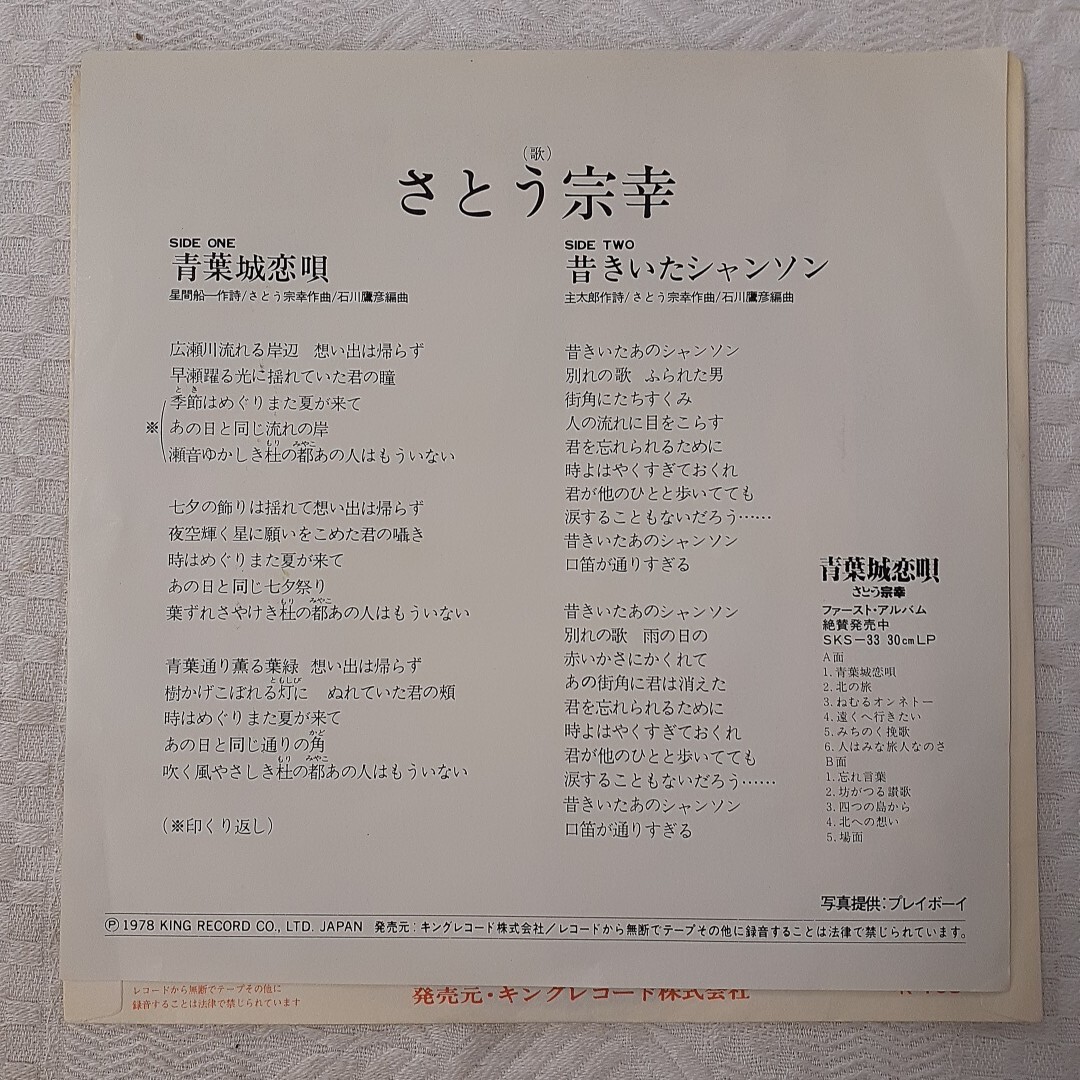 (歌)
さとう宗幸
SIDE ONE
青葉城恋唄
星間船一作詩/さとう宗幸作曲/石川鷹彦編曲
広瀬川流れる岸辺　想い出は帰らず
早瀬躍る光に揺れていた君の瞳
季節はめぐりまた夏が来て
とき
※
あの日と同じ流れの岸
瀬音ゆかしき杜の都あの人はもういない
もり　みやこ
七夕の飾りは揺れて想い出は帰らず
夜空輝く星に願いをこめた君の囁き
時はめぐりまた夏が来て
あの日と同じ七夕祭り
葉ずれさやけき杜の都あの人はもういない
もり　みやこ
青葉通り薫る葉緑　想い出は帰らず
樹かげこぼれる灯に　ぬれていた君の頬
ともしび
時はめぐりまた夏が来て
あの日と同じ通りの角
かど
吹く風やさしき杜の都あの人はもういない
もり　みやこ
(※印くり返し)
SIDE TWO
昔きいたシャンソン
主太郎作詩/さとう宗幸作曲/石川鷹彦編曲
昔きいたあのシャンソン
別れの歌　ふられた男
街角にたちすくみ
人の流れに目をこらす
君を忘れられるために
時よはやくすぎておくれ
君が他のひとと歩いてても
涙することもないだろう……
昔きいたあのシャンソン
口笛が通りすぎる
昔きいたあのシャンソン
別れの歌　雨の日の
赤いかさにかくれて
あの街角に君は消えた
君を忘れられるために
時よはやくすぎておくれ
君が他のひとと歩いてても
涙することもないだろう……
昔きいたあのシャンソン
口笛が通りすぎる
青葉城恋唄
さとう宗幸
ファースト・アルバム
絶賛発売中
SKS−33 30cmLP
A面
1.青葉城恋唄
2.北の旅
3.ねむるオンネトー
4.遠くへ行きたい
5.みちのく挽歌
6.人はみな旅人なのさ
B面
1.忘れ言葉
2.坊がつる讃歌
3.四つの島から
4.北への想い
5.場面
写真提供:プレイボーイ
Ⓟ1978 KING RECORD CO., LTD. JAPAN　発売元:キングレコード株式会社/レコードから無断でテープその他に録音することは法律で禁じられています。
レコードから無断でテープその他に
録音することは法律で禁じられています
発売元・キングレコード株式会社